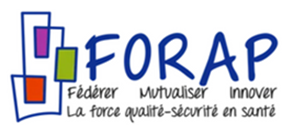 FORAP
Fédérer Mutualiser Innover
La force qualité-sécurité en santé